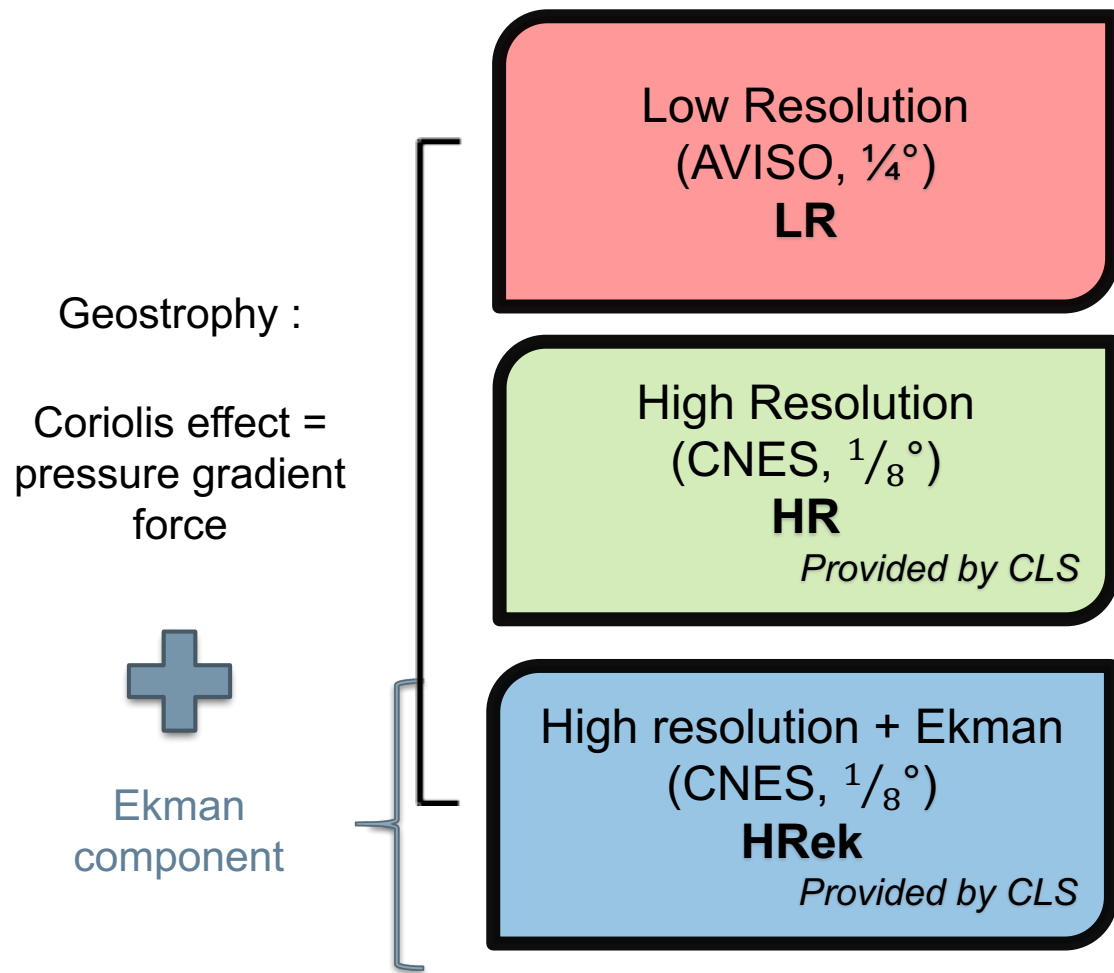 Low Resolution
(AVISO, ¼°)
LR
Geostrophy :
Coriolis effect =
pressure gradient
force
High Resolution
(CNES, ¹/₈°)
HR
Provided by CLS
High resolution + Ekman
(CNES, ¹/₈°)
HRek
Provided by CLS
Ekman
component